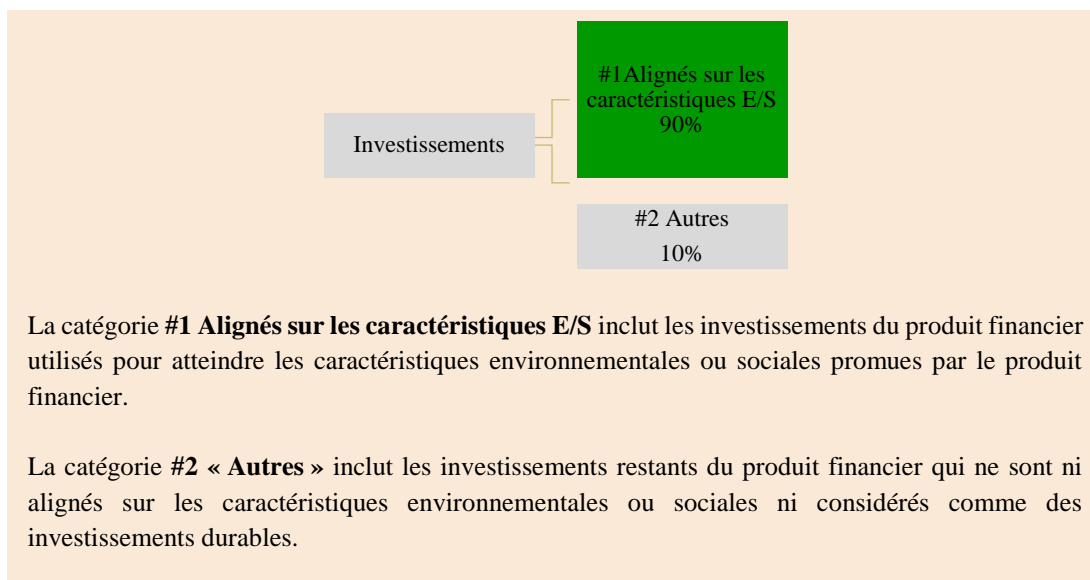 #1Alignés sur les
caractéristiques E/S
90%
Investissements
#2 Autres
10%
La catégorie #1 Alignés sur les caractéristiques E/S inclut les investissements du produit financier
utilisés pour atteindre les caractéristiques environnementales ou sociales promues par le produit
financier.
La catégorie #2 « Autres » inclut les investissements restants du produit financier qui ne sont ni
alignés sur les caractéristiques environnementales ou sociales ni considérés comme des
investissements durables.